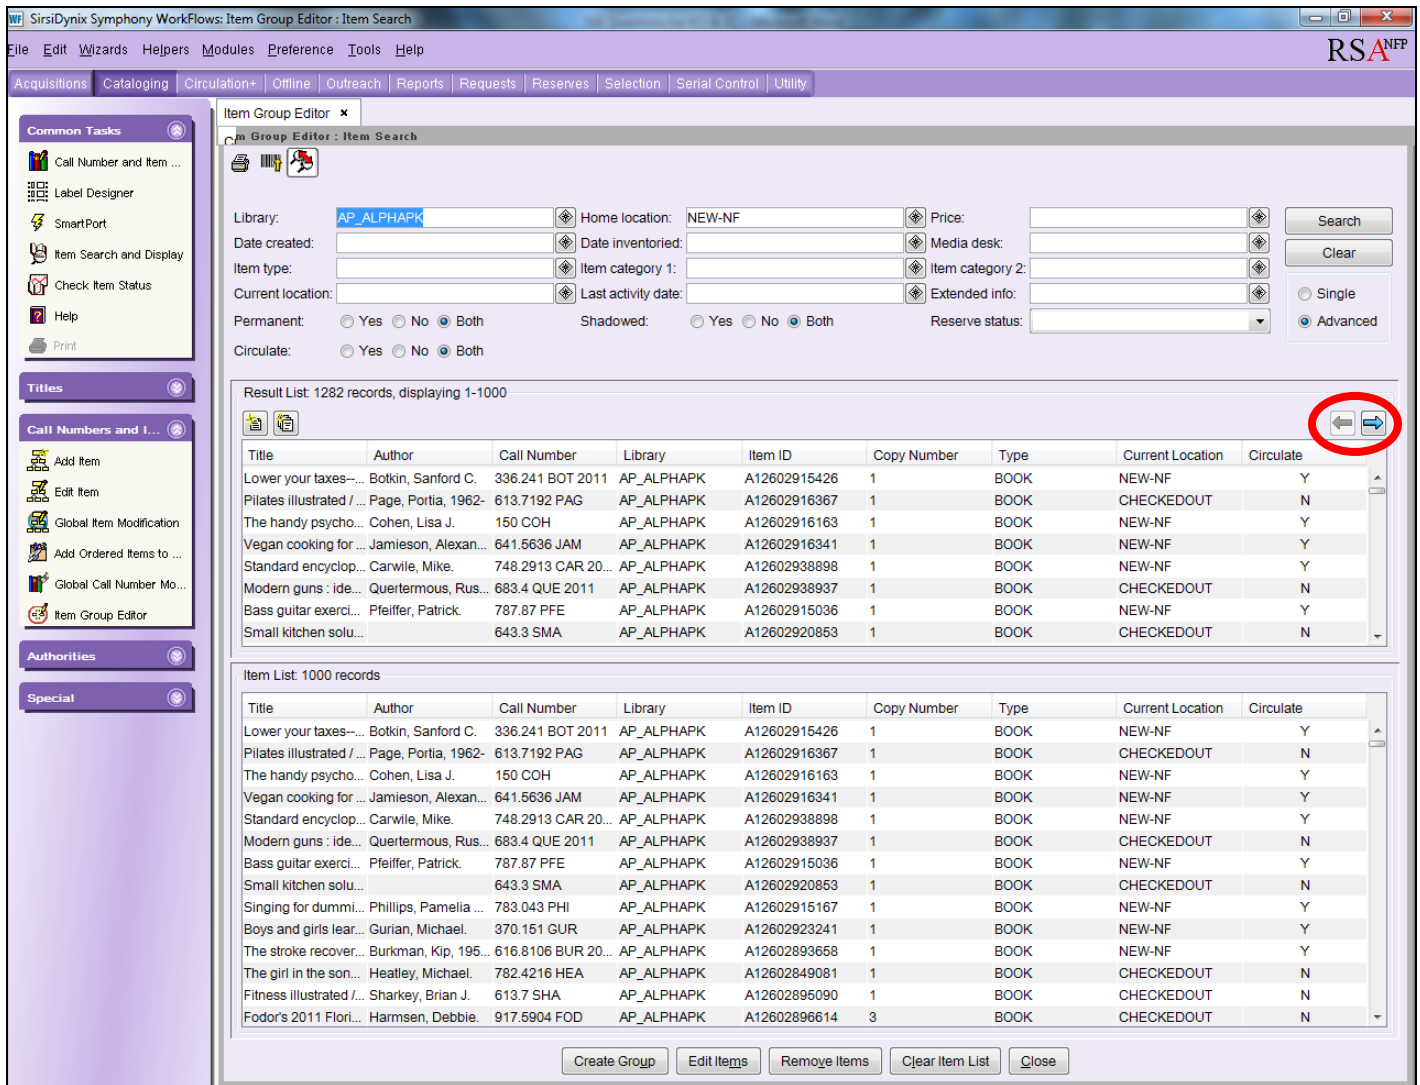 WF SirsiDynix Symphony WorkFlows: Item Group Editor : Item Search
File Edit Wizards Helpers Modules Preference Tools Help
RSA NFP
Acquisitions Cataloging Circulation+ Offline Outreach Reports Requests Reserves Selection Serial Control Utility
Item Group Editor ×
m Group Editor : Item Search
Common Tasks
Call Number and Item ...
Label Designer
SmartPort
Item Search and Display
Check Item Status
Help
Print
Titles
Call Numbers and I...
Add Item
Edit Item
Global Item Modification
Add Ordered Items to ...
Global Call Number Mo...
Item Group Editor
Authorities
Special
Library: AP_ALPHAPK Home location: NEW-NF Price: Search
Date created: Date inventoried: Media desk: Clear
Item type: Item category 1: Item category 2:
Current location: Last activity date: Extended info: Single
Permanent: Yes No Both Shadowed: Yes No Both Reserve status: Advanced
Circulate: Yes No Both
Result List: 1282 records, displaying 1-1000
Title Author Call Number Library Item ID Copy Number Type Current Location Circulate
Lower your taxes--... Botkin, Sanford C. 336.241 BOT 2011 AP_ALPHAPK A12602915426 1 BOOK NEW-NF Y
Pilates illustrated / ... Page, Portia, 1962- 613.7192 PAG AP_ALPHAPK A12602916367 1 BOOK CHECKEDOUT N
The handy psycho... Cohen, Lisa J. 150 COH AP_ALPHAPK A12602916163 1 BOOK NEW-NF Y
Vegan cooking for ... Jamieson, Alexan... 641.5636 JAM AP_ALPHAPK A12602916341 1 BOOK NEW-NF Y
Standard encyclop... Carwile, Mike. 748.2913 CAR 20... AP_ALPHAPK A12602938898 1 BOOK NEW-NF Y
Modern guns : ide... Quertermous, Rus... 683.4 QUE 2011 AP_ALPHAPK A12602938937 1 BOOK CHECKEDOUT N
Bass guitar exerci... Pfeiffer, Patrick. 787.87 PFE AP_ALPHAPK A12602915036 1 BOOK NEW-NF Y
Small kitchen solu... 643.3 SMA AP_ALPHAPK A12602920853 1 BOOK CHECKEDOUT N
Item List: 1000 records
Title Author Call Number Library Item ID Copy Number Type Current Location Circulate
Lower your taxes--... Botkin, Sanford C. 336.241 BOT 2011 AP_ALPHAPK A12602915426 1 BOOK NEW-NF Y
Pilates illustrated / ... Page, Portia, 1962- 613.7192 PAG AP_ALPHAPK A12602916367 1 BOOK CHECKEDOUT N
The handy psycho... Cohen, Lisa J. 150 COH AP_ALPHAPK A12602916163 1 BOOK NEW-NF Y
Vegan cooking for ... Jamieson, Alexan... 641.5636 JAM AP_ALPHAPK A12602916341 1 BOOK NEW-NF Y
Standard encyclop... Carwile, Mike. 748.2913 CAR 20... AP_ALPHAPK A12602938898 1 BOOK NEW-NF Y
Modern guns : ide... Quertermous, Rus... 683.4 QUE 2011 AP_ALPHAPK A12602938937 1 BOOK CHECKEDOUT N
Bass guitar exerci... Pfeiffer, Patrick. 787.87 PFE AP_ALPHAPK A12602915036 1 BOOK NEW-NF Y
Small kitchen solu... 643.3 SMA AP_ALPHAPK A12602920853 1 BOOK CHECKEDOUT N
Singing for dummi... Phillips, Pamelia ... 783.043 PHI AP_ALPHAPK A12602915167 1 BOOK NEW-NF Y
Boys and girls lear... Gurian, Michael. 370.151 GUR AP_ALPHAPK A12602923241 1 BOOK NEW-NF Y
The stroke recover... Burkman, Kip, 195... 616.8106 BUR 20... AP_ALPHAPK A12602893658 1 BOOK NEW-NF Y
The girl in the son... Heatley, Michael. 782.4216 HEA AP_ALPHAPK A12602849081 1 BOOK CHECKEDOUT N
Fitness illustrated /... Sharkey, Brian J. 613.7 SHA AP_ALPHAPK A12602895090 1 BOOK CHECKEDOUT N
Fodor's 2011 Flori... Harmsen, Debbie. 917.5904 FOD AP_ALPHAPK A12602896614 3 BOOK CHECKEDOUT N
Create Group Edit Items Remove Items Clear Item List Close